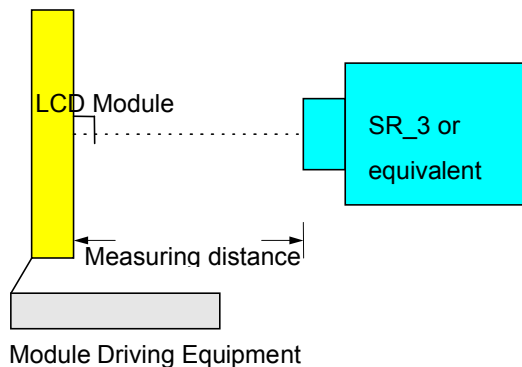 LCD Module
SR_3 or
equivalent
Measuring distance
Module Driving Equipment